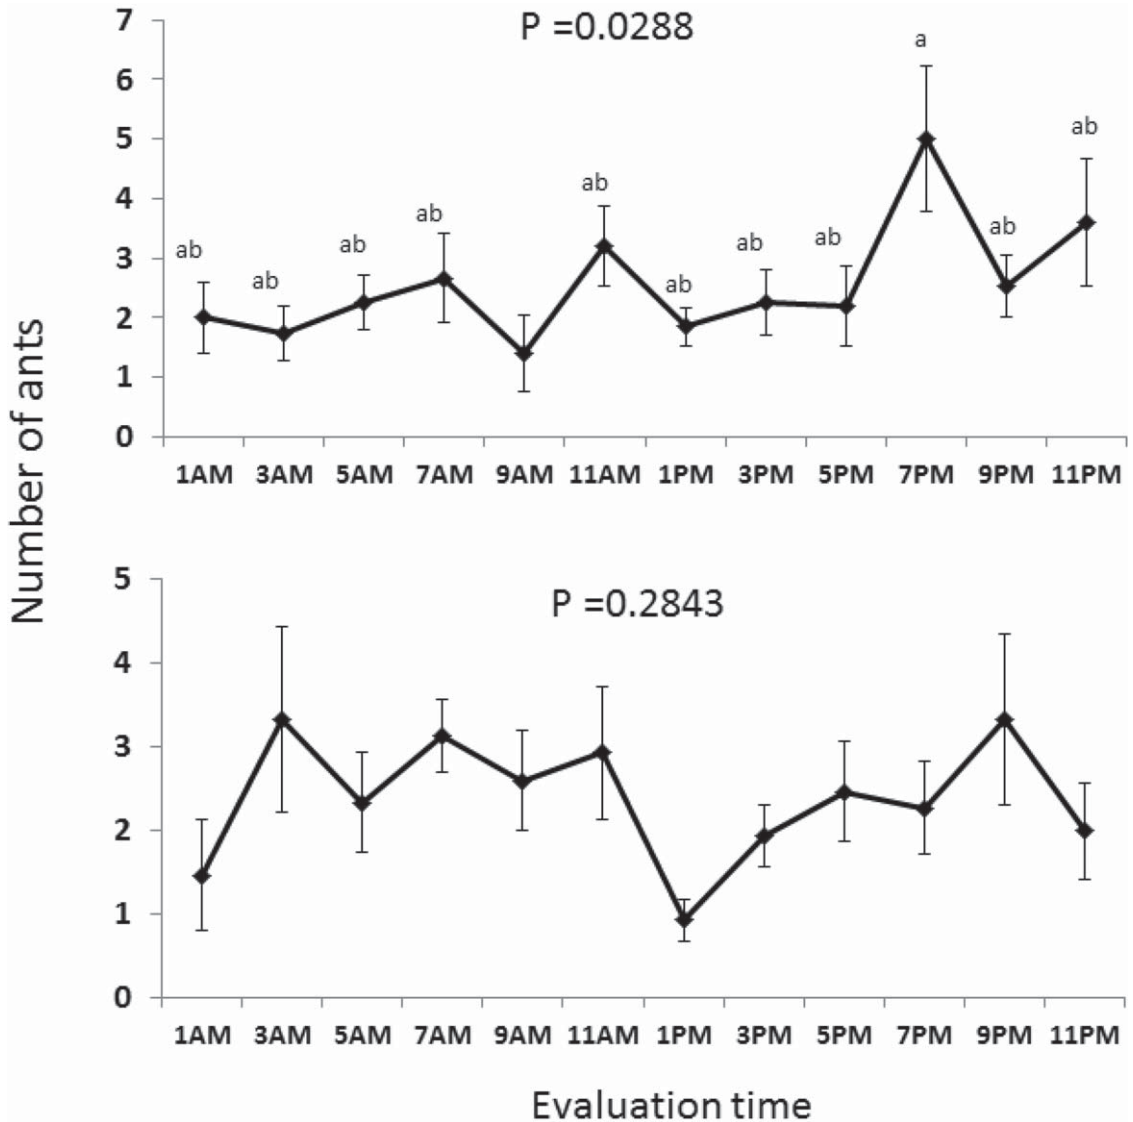 P =0.0288
7
6
5
4
3
2
1
0
ab
ab
ab
ab
ab
ab
ab
ab
a
ab
ab
1AM 3AM 5AM 7AM 9AM 11AM 1PM 3PM 5PM 7PM 9PM 11PM
Number of ants
P =0.2843
5
4
3
2
1
0
1AM 3AM 5AM 7AM 9AM 11AM 1PM 3PM 5PM 7PM 9PM 11PM
Evaluation time